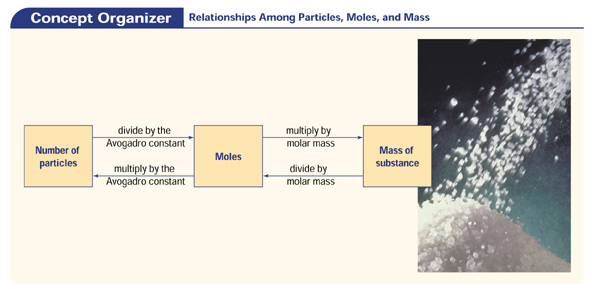 Concept Organizer
Relationships Among Particles, Moles, and Mass
Number of
particles
divide by the
Avogadro constant
multiply by the
Avogadro constant
Moles
multiply by
molar mass
divide by
molar mass
Mass of
substance